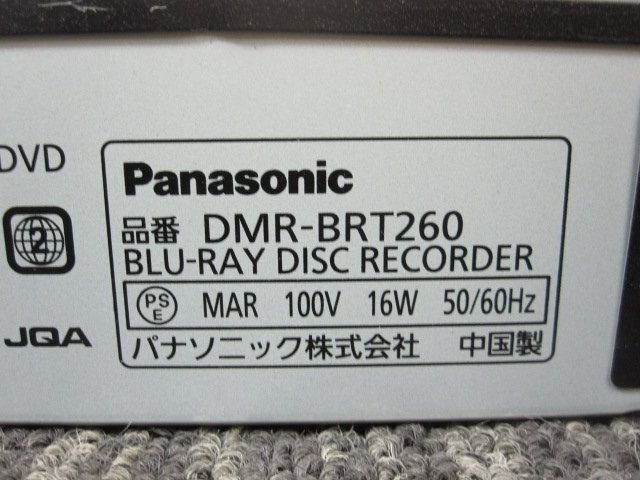 DVD
2
JQA
Panasonic
品番 DMR-BRT260
BLU-RAY DISC RECORDER
PSE MAR 100V 16W 50/60Hz
パナソニック株式会社 中国製